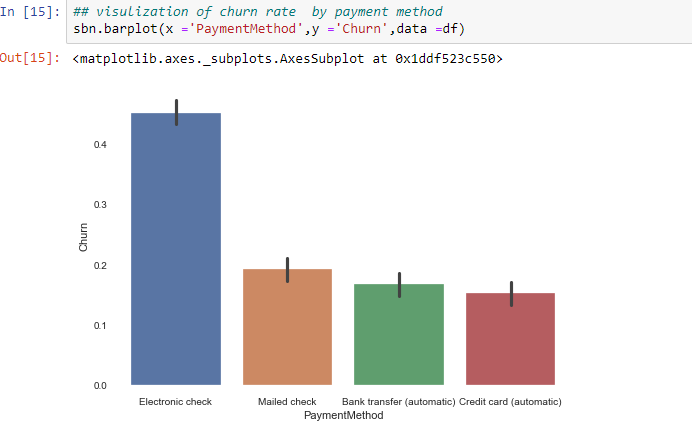 In [15]: ## visulization of churn rate  by payment method
sbn.barplot(x ='PaymentMethod',y ='Churn',data =df)
Out[15]: <matplotlib.axes._subplots.AxesSubplot at 0x1ddf523c550>
0.4
0.3
0.2
0.1
0.0
Churn
Electronic check Mailed check Bank transfer (automatic) Credit card (automatic)
PaymentMethod